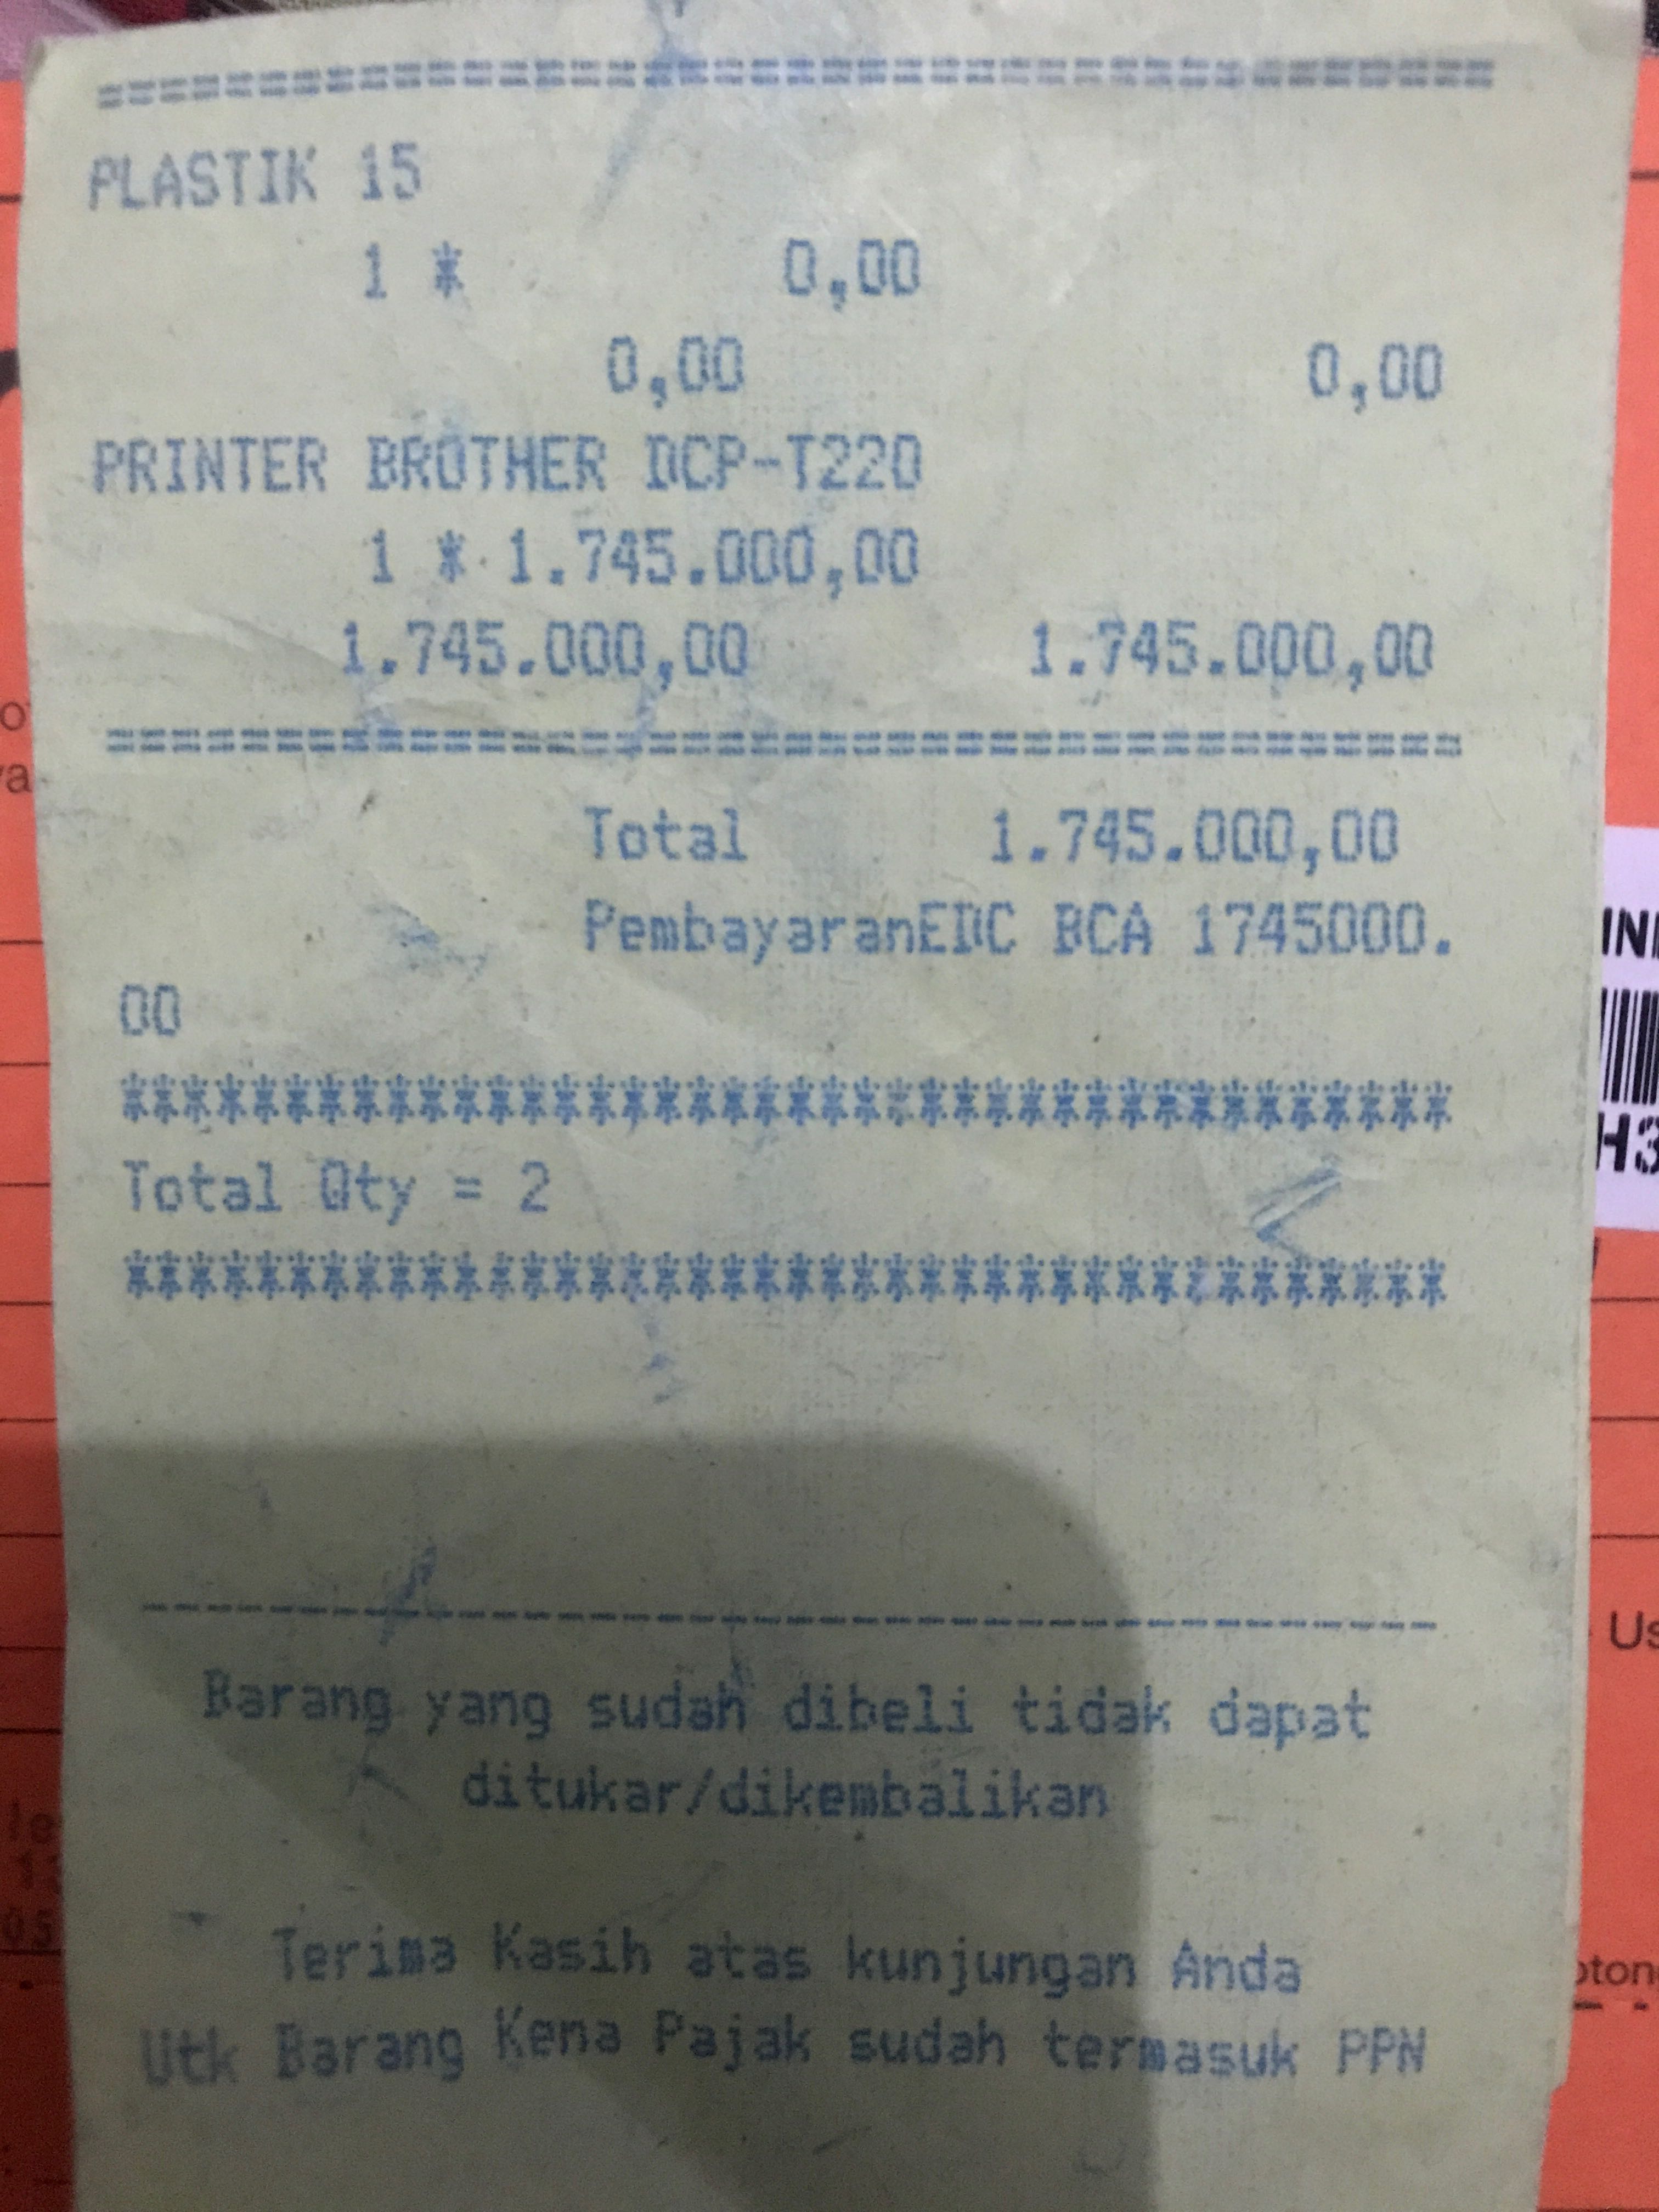 ========================================
PLASTIK 15
1 * 0,00
0,00 0,00
PRINTER BROTHER DCP-T220
1 * 1.745.000,00
1.745.000,00 1.745.000,00
========================================
Total 1.745.000,00
PembayaranEDC BCA 1745000.
00
****************************************
Total Qty = 2
****************************************
----------------------------------------
Barang yang sudah dibeli tidak dapat
ditukar/dikembalikan
Terima Kasih atas kunjungan Anda
Utk Barang Kena Pajak sudah termasuk PPN